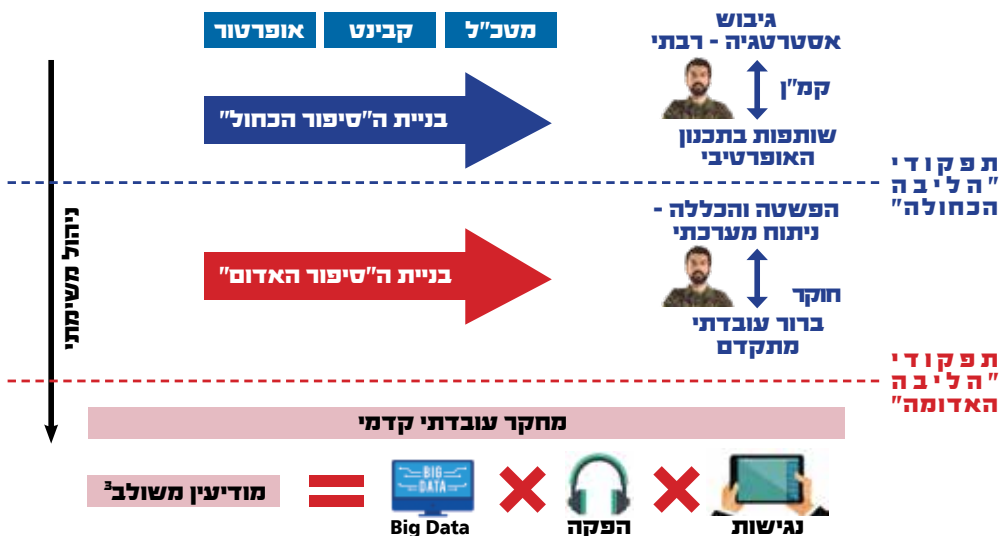 מטכ"ל
קבינט
אופרטור
גיבוש
אסטרטגיה - רבתי
קמ"ן
שותפות בתכנון
האופרטיבי
בניית ה"סיפור הכחול"
תפקודי
"הליבה
הכחולה"
הפשטה והכללה -
ניתוח מערכתי
חוקר
ברור עובדתי
מתקדם
בניית ה"סיפור האדום"
ניהול משימתי
תפקודי
"הליבה
האדומה"
מחקר עובדתי קדמי
נגישות
הפקה
BIG
DATA
Big Data
מודיעין משולב³